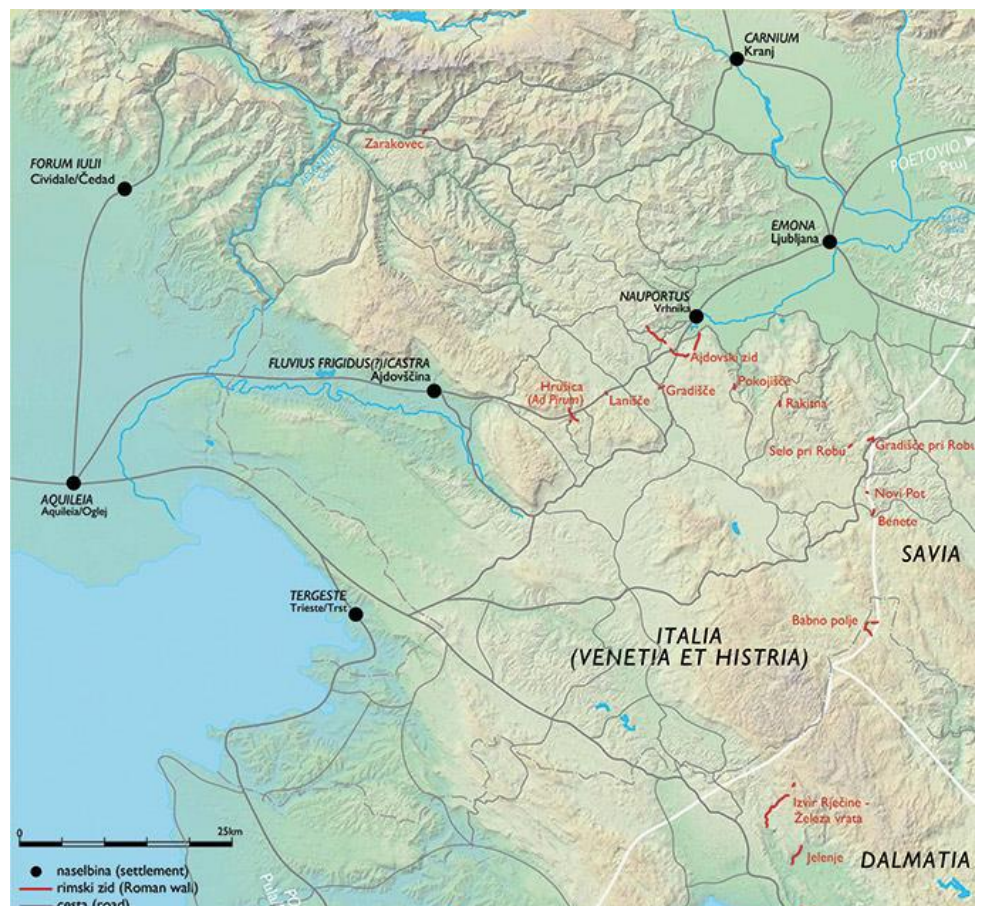 CARNIUM
Kranj
Zarakovec
FORUM IULII
Cividale/Čedad
POETOVIO
Ptuj
EMONA
Ljubljana
NAUPORTUS
Vrhnika
Ajdovski zid
FLUVIUS FRIGIDUS(?)/CASTRA
Ajdovščina
Hrušica
(Ad Pirum)
Lanišče
Gradišče
Pokojišče
Rakitna
Selo pri Robu
Gradišče pri Robu
AQUILEIA
Aquileia/Oglej
Novi Pot
Benete
SAVIA
TERGESTE
Trieste/Trst
Babno polje
ITALIA
(VENETIA ET HISTRIA)
Izvir Rječine -
Železa vrata
Jelenje
DALMATIA
0 25km
naselbina (settlement)
rimski zid (Roman wall)
cesta (road)